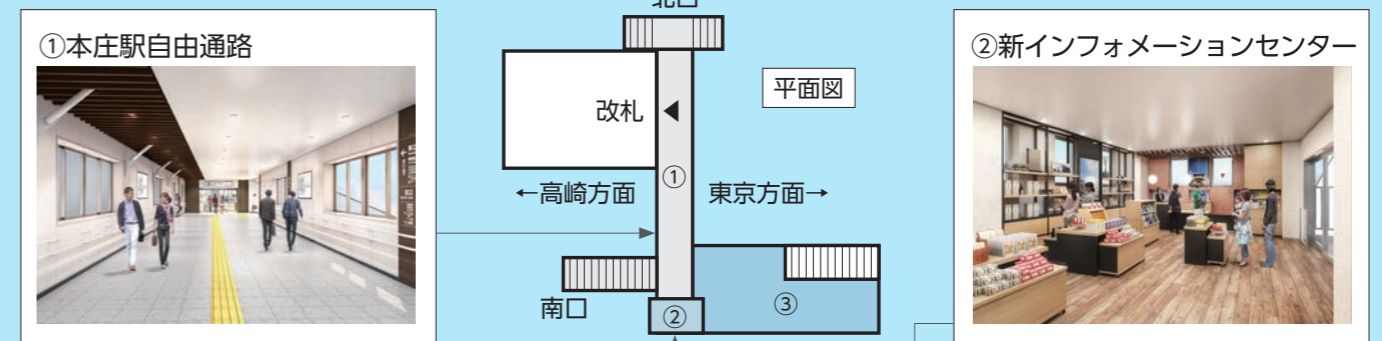 北口
①本庄駅自由通路
平面図
改札
①
←高崎方面
東京方面→
南口
②
③
②新インフォメーションセンター